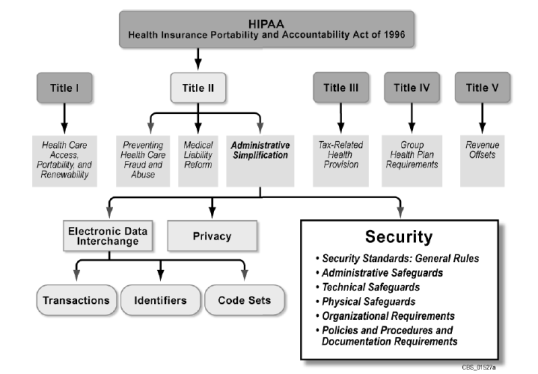 HIPAA
Health Insurance Portability and Accountability Act of 1996
Title I
Title II
Title III
Title IV
Title V
Health Care
Access,
Portability, and
Renewability
Preventing
Health Care
Fraud and
Abuse
Medical
Liability
Reform
Administrative
Simplification
Tax-Related
Health
Provision
Group
Health Plan
Requirements
Revenue
Offsets
Electronic Data
Interchange
Privacy
Security
• Security Standards: General Rules
• Administrative Safeguards
• Technical Safeguards
• Physical Safeguards
• Organizational Requirements
• Policies and Procedures and
Documentation Requirements
Transactions
Identifiers
Code Sets
CBS_01527a